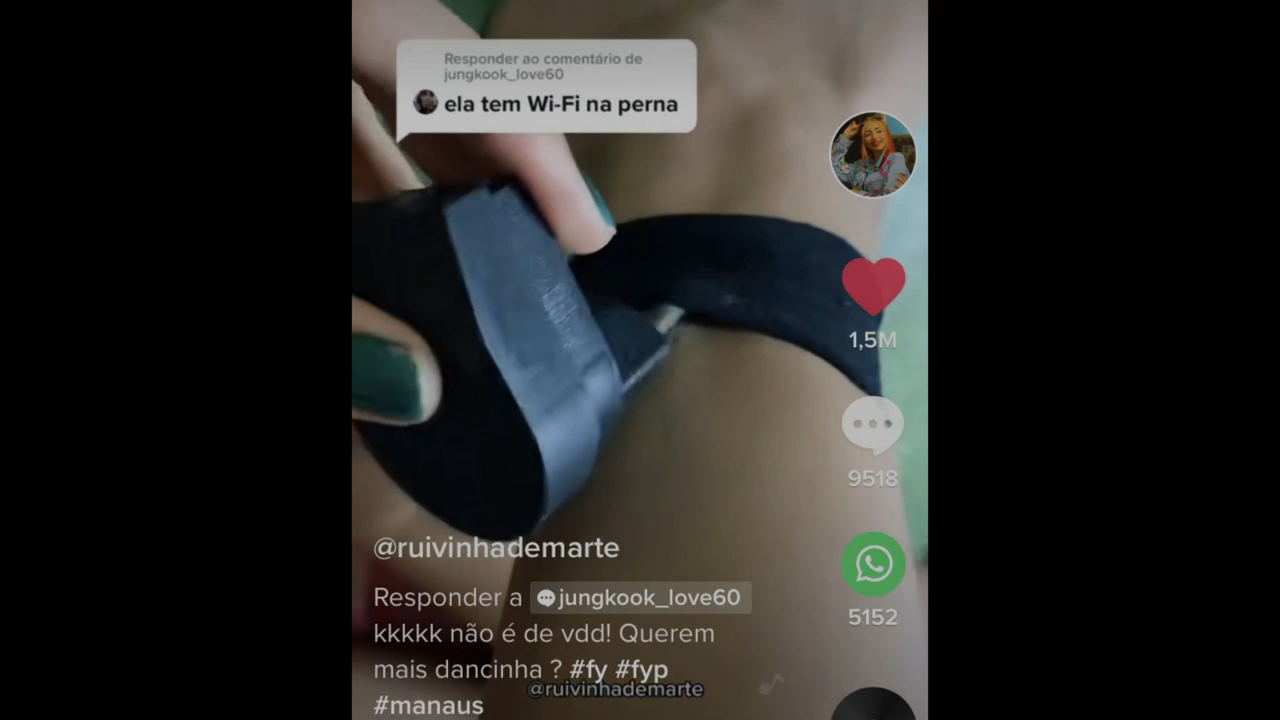 Responder ao comentário de
jungkook_love60
ela tem Wi-Fi na perna
1,5M
9518
5152
@ruivinhademarte
Responder a jungkook_love60
kkkkk não é de vdd! Querem
mais dancinha ? #fy #fyp
@ruivinhademarte
#manaus